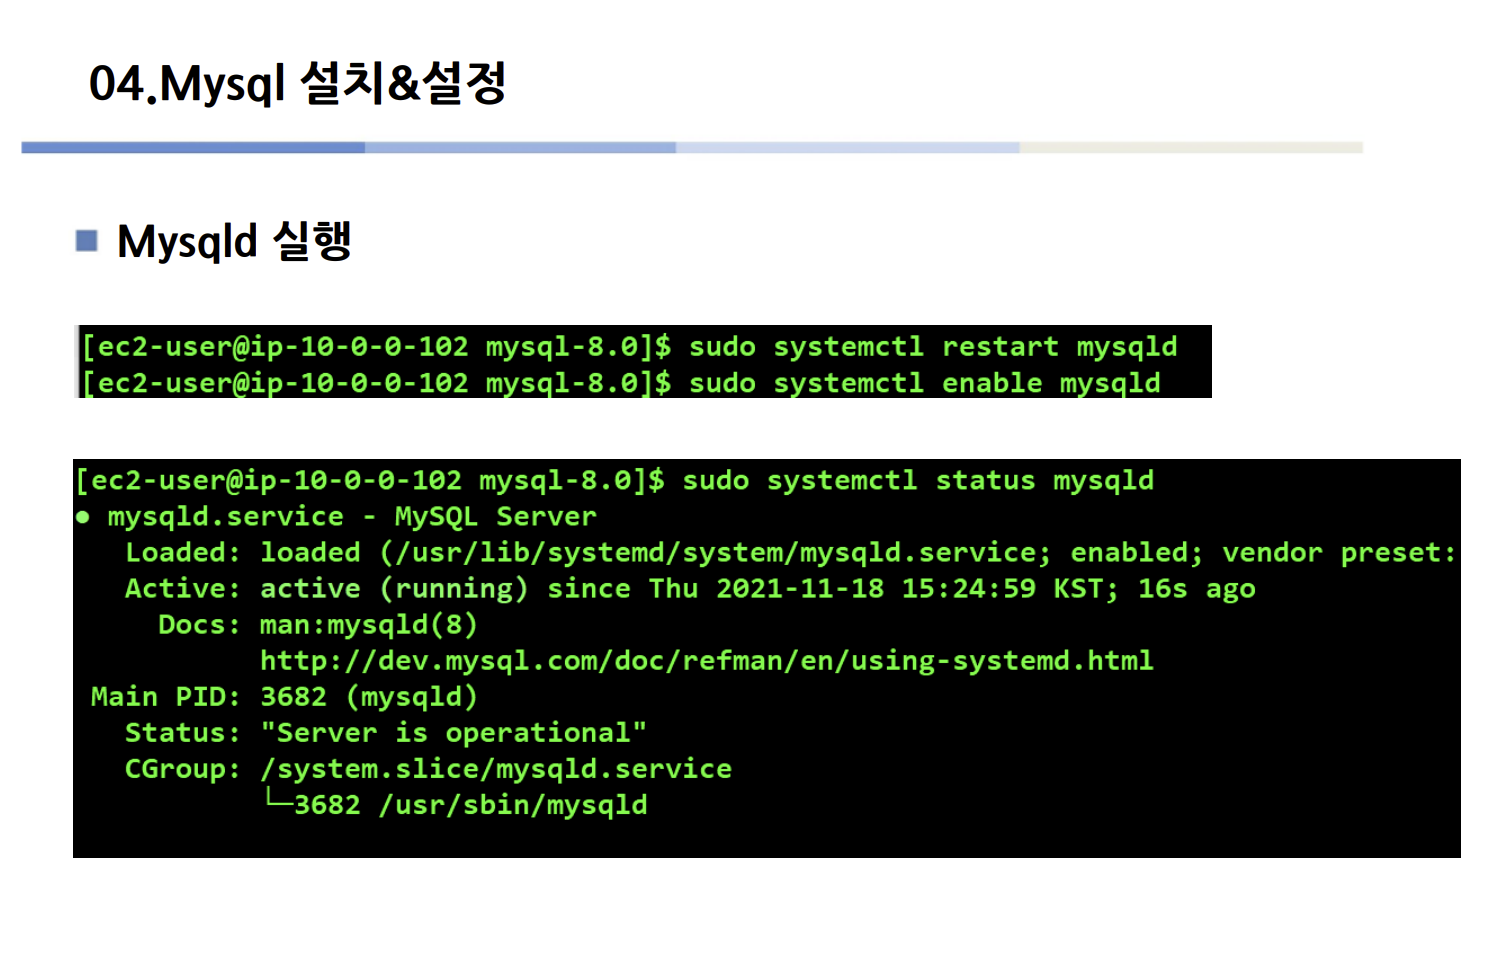 04.Mysql 설치&설정
Mysqld 실행
[ec2-user@ip-10-0-0-102 mysql-8.0]$ sudo systemctl restart mysqld
[ec2-user@ip-10-0-0-102 mysql-8.0]$ sudo systemctl enable mysqld
[ec2-user@ip-10-0-0-102 mysql-8.0]$ sudo systemctl status mysqld
● mysqld.service - MySQL Server
   Loaded: loaded (/usr/lib/systemd/system/mysqld.service; enabled; vendor preset:
   Active: active (running) since Thu 2021-11-18 15:24:59 KST; 16s ago
     Docs: man:mysqld(8)
           http://dev.mysql.com/doc/refman/en/using-systemd.html
 Main PID: 3682 (mysqld)
   Status: "Server is operational"
   CGroup: /system.slice/mysqld.service
           └─3682 /usr/sbin/mysqld